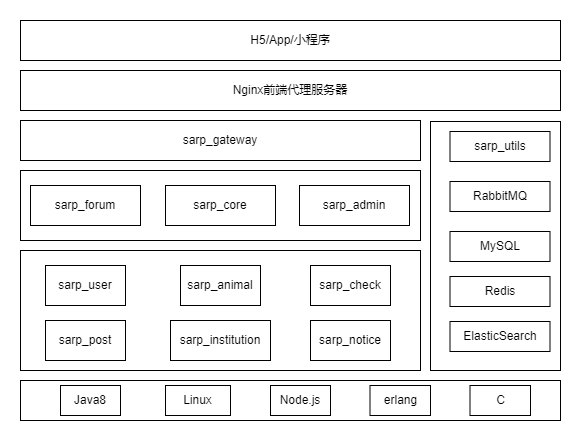 H5/App/小程序
Nginx前端代理服务器
sarp_gateway
sarp_forum
sarp_core
sarp_admin
sarp_user
sarp_animal
sarp_check
sarp_post
sarp_institution
sarp_notice
sarp_utils
RabbitMQ
MySQL
Redis
ElasticSearch
Java8
Linux
Node.js
erlang
C